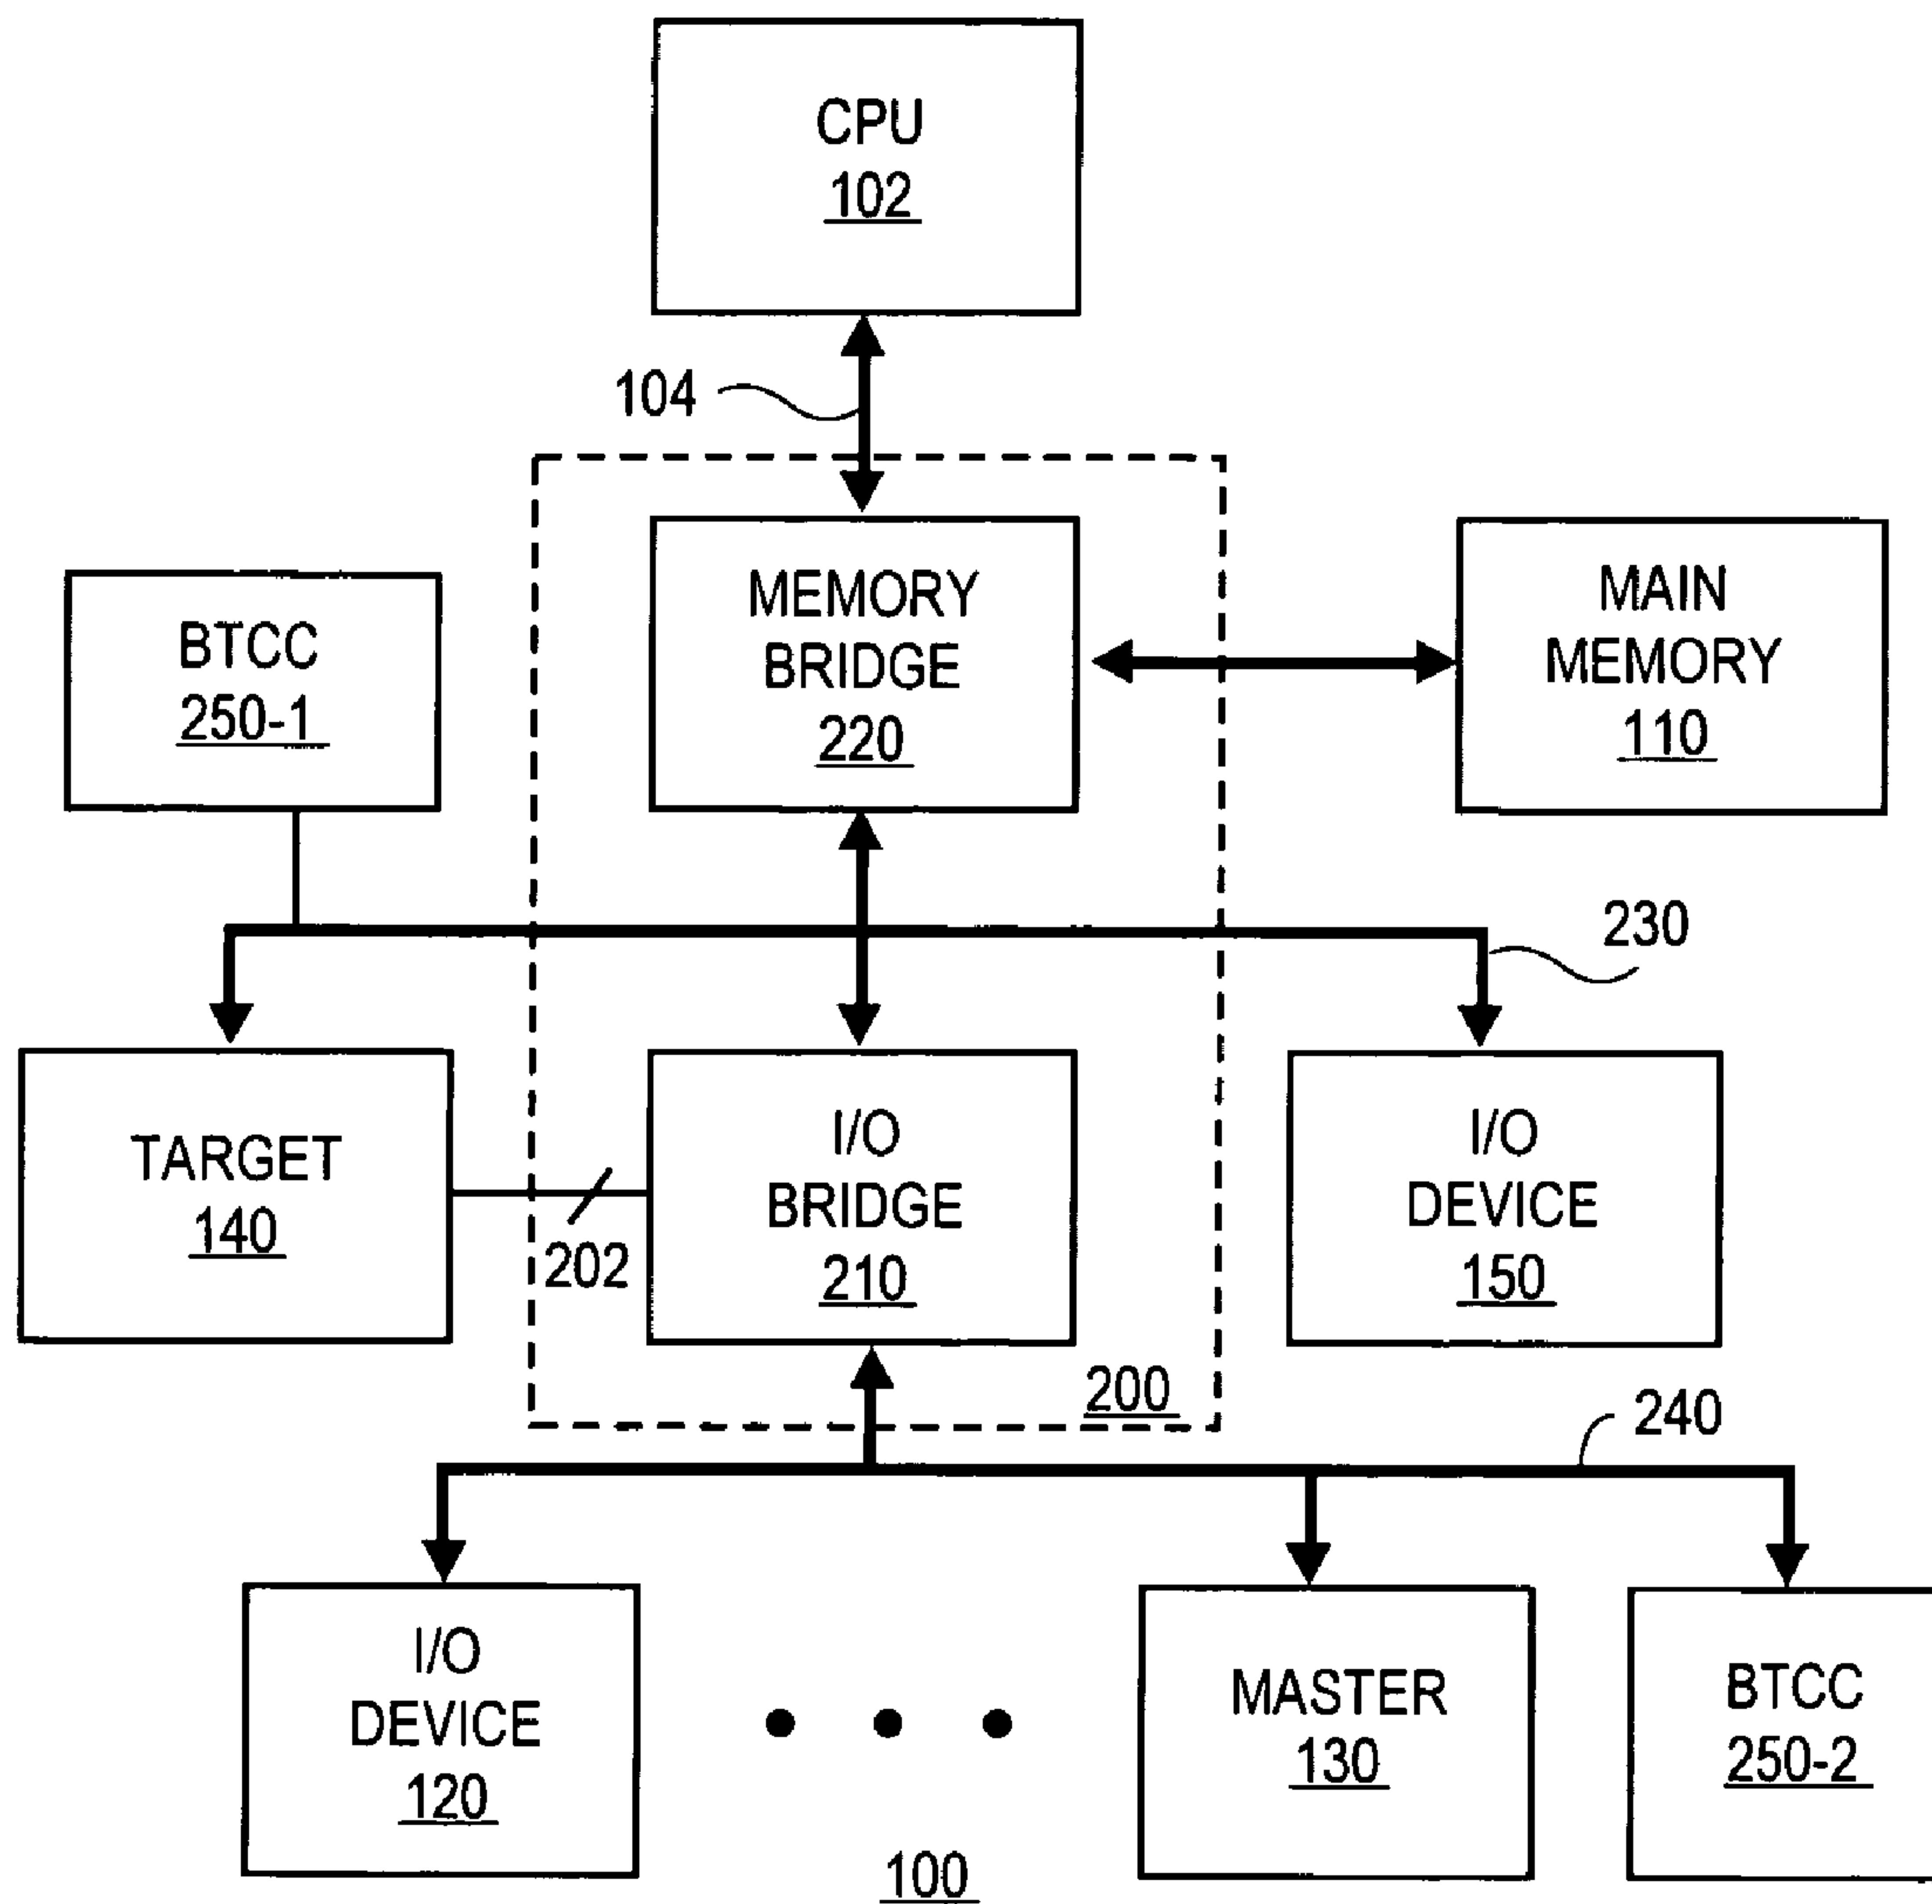 CPU
102
104
MEMORY
BRIDGE
220
MAIN
MEMORY
110
BTCC
250-1
230
TARGET
140
202
I/O
BRIDGE
210
I/O
DEVICE
150
200
240
I/O
DEVICE
120
MASTER
130
BTCC
250-2
100